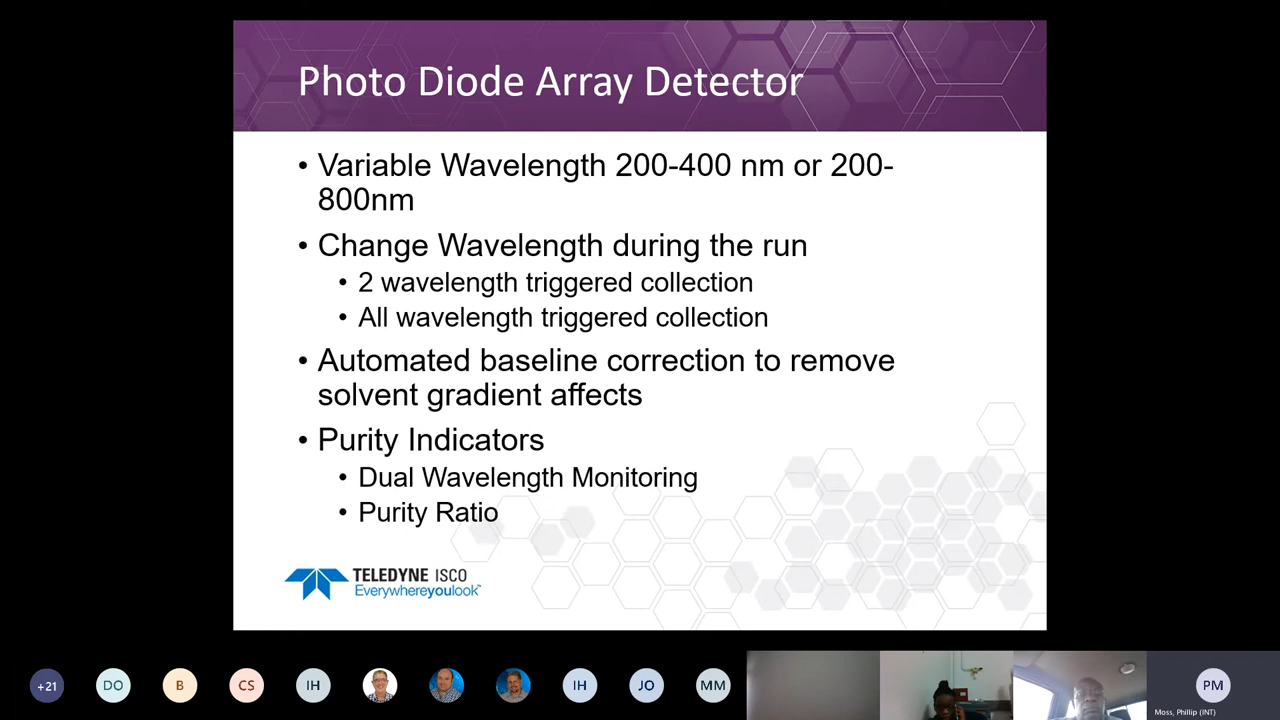 Photo Diode Array Detector
• Variable Wavelength 200-400 nm or 200-
800nm
• Change Wavelength during the run
• 2 wavelength triggered collection
• All wavelength triggered collection
• Automated baseline correction to remove
solvent gradient affects
• Purity Indicators
• Dual Wavelength Monitoring
• Purity Ratio
TELEDYNE ISCO
Everywhereyoulook™
+21
DO
B
CS
IH
IH
JO
MM
PM
Moss, Phillip (INT)